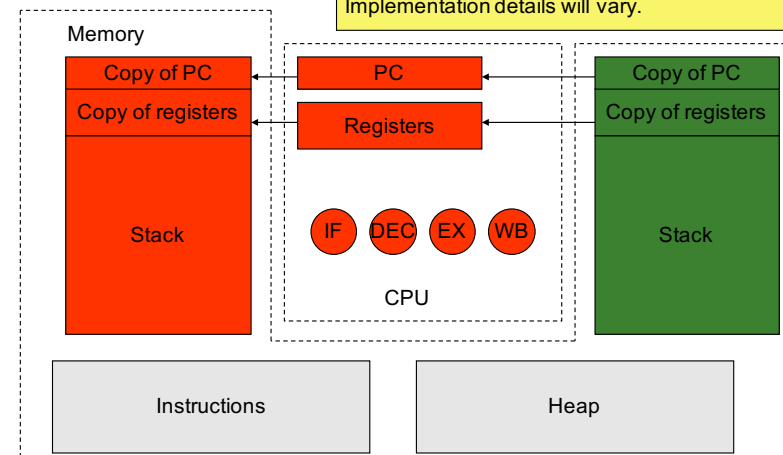 Implementation details will vary.
Memory
Copy of PC
PC
Copy of PC
Copy of registers
Registers
Copy of registers
Stack
IF
DEC
EX
WB
Stack
CPU
Instructions
Heap